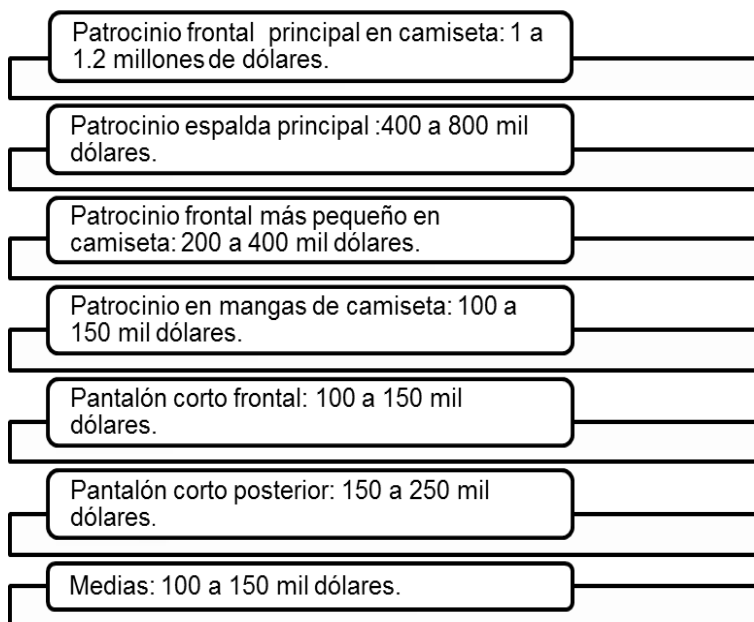 Patrocinio frontal  principal en camiseta: 1 a
1.2 millones de dólares.
Patrocinio espalda principal :400 a 800 mil
dólares.
Patrocinio frontal más pequeño en
camiseta: 200 a 400 mil dólares.
Patrocinio en mangas de camiseta: 100 a
150 mil dólares.
Pantalón corto frontal: 100 a 150 mil
dólares.
Pantalón corto posterior: 150 a 250 mil
dólares.
Medias: 100 a 150 mil dólares.